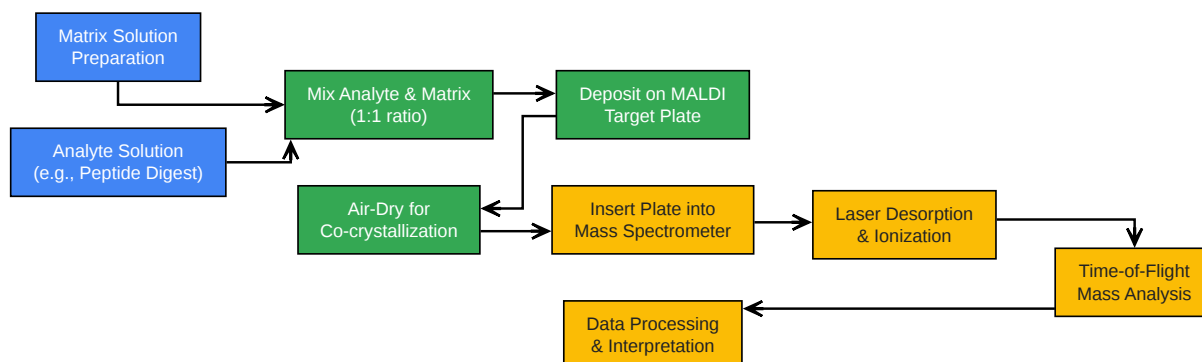 Matrix Solution
Preparation
Analyte Solution
(e.g., Peptide Digest)
Mix Analyte & Matrix
(1:1 ratio)
Deposit on MALDI
Target Plate
Air-Dry for
Co-crystallization
Insert Plate into
Mass Spectrometer
Laser Desorption
& Ionization
Time-of-Flight
Mass Analysis
Data Processing
& Interpretation